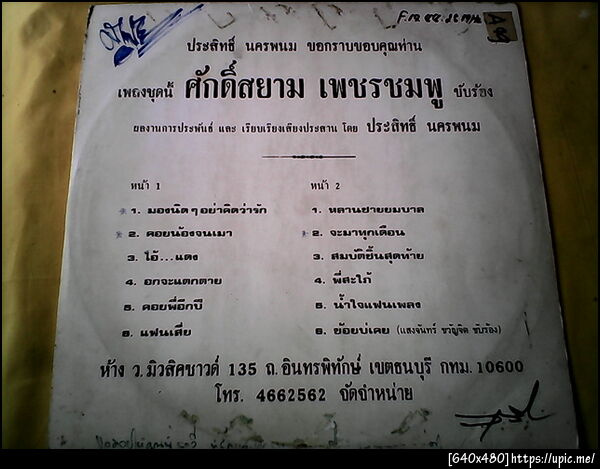 ประสิทธิ์ นครพนม ขอกราบขอบคุณท่าน
เพลงชุดนี้ ศักดิ์สยาม เพชรชมพู ขับร้อง
ผลงานการประพันธ์ และ เรียบเรียงเสียงประสาน โดย ประสิทธิ์ นครพนม
หน้า 1
1. มองนิดๆอย่าคิดว่ารัก
2. คอยน้องจนเมา
3. โอ้...แดง
4. อกจะแตกตาย
5. คอยพี่อีกปี
6. แฟนเสี่ย
หน้า 2
1. หลานชายยมบาล
2. จะมาทุกเดือน
3. สมบัติชิ้นสุดท้าย
4. พี่สะใภ้
5. น้ำใจแฟนเพลง
6. ย้อยบ่เคย (แสงจันทร์ ขวัญจิต ขับร้อง)
ห้าง ว.มิวสิคซาวด์ 135 ถ.อินทรพิทักษ์ เขตธนบุรี กทม. 10600
โทร. 4662562 จัดจำหน่าย
[640x480]https://upic.me/